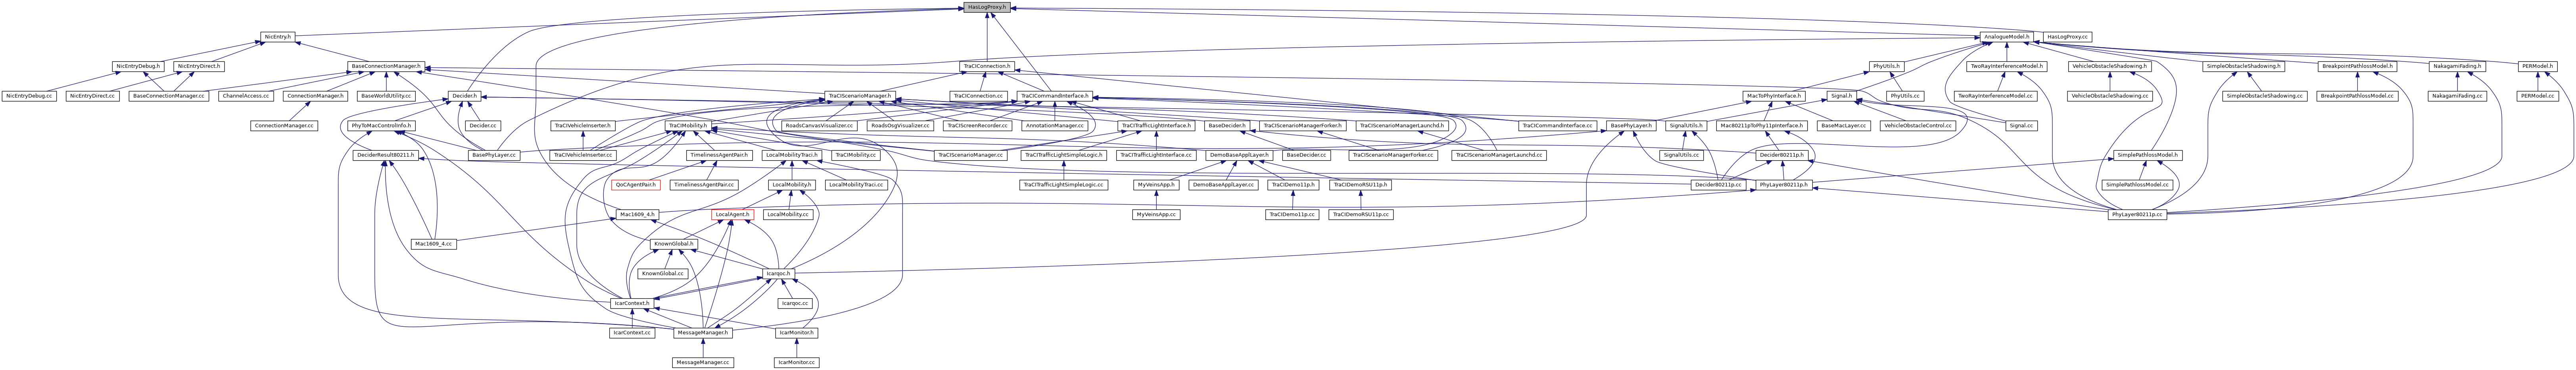 HasLogProxy.h
NicEntry.h
AnalogueModel.h
HasLogProxy.cc
NicEntryDebug.h
NicEntryDirect.h
BaseConnectionManager.h
TraCIConnection.h
PhyUtils.h
TwoRayInterferenceModel.h
VehicleObstacleShadowing.h
SimpleObstacleShadowing.h
BreakpointPathlossModel.h
NakagamiFading.h
PERModel.h
NicEntryDebug.cc
NicEntryDirect.cc
BaseConnectionManager.cc
ChannelAccess.cc
ConnectionManager.h
BaseWorldUtility.cc
Decider.h
TraCIScenarioManager.h
TraCIConnection.cc
TraCICommandInterface.h
MacToPhyInterface.h
Signal.h
PhyUtils.cc
TwoRayInterferenceModel.cc
VehicleObstacleShadowing.cc
SimpleObstacleShadowing.cc
BreakpointPathlossModel.cc
NakagamiFading.cc
PERModel.cc
ConnectionManager.cc
PhyToMacControlInfo.h
Decider.cc
TraCIVehicleInserter.h
TraCIMobility.h
RoadsCanvasVisualizer.cc
RoadsOsgVisualizer.cc
TraCIScreenRecorder.cc
AnnotationManager.cc
TraCITrafficLightInterface.h
BaseDecider.h
TraCIScenarioManagerForker.h
TraCIScenarioManagerLaunchd.h
TraCICommandInterface.cc
BasePhyLayer.h
SignalUtils.h
Mac80211pToPhy11pInterface.h
BaseMacLayer.cc
VehicleObstacleControl.cc
Signal.cc
DeciderResult80211.h
BasePhyLayer.cc
TraCIVehicleInserter.cc
TimelinessAgentPair.h
LocalMobilityTraci.h
TraCIMobility.cc
TraCIScenarioManager.cc
TraCITrafficLightSimpleLogic.h
TraCITrafficLightInterface.cc
DemoBaseApplLayer.h
BaseDecider.cc
TraCIScenarioManagerForker.cc
TraCIScenarioManagerLaunchd.cc
SignalUtils.cc
Decider80211p.h
SimplePathlossModel.h
QoCAgentPair.h
TimelinessAgentPair.cc
LocalMobility.h
LocalMobilityTraci.cc
TraCITrafficLightSimpleLogic.cc
MyVeinsApp.h
DemoBaseApplLayer.cc
TraCIDemo11p.h
TraCIDemoRSU11p.h
Decider80211p.cc
PhyLayer80211p.h
SimplePathlossModel.cc
Mac1609_4.h
LocalAgent.h
LocalMobility.cc
MyVeinsApp.cc
TraCIDemo11p.cc
TraCIDemoRSU11p.cc
PhyLayer80211p.cc
Mac1609_4.cc
KnownGlobal.h
KnownGlobal.cc
Icarqoc.h
IcarContext.h
Icarqoc.cc
IcarContext.cc
MessageManager.h
IcarMonitor.h
MessageManager.cc
IcarMonitor.cc